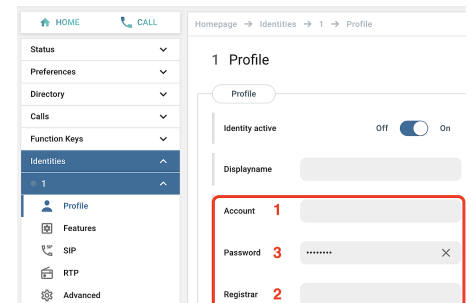 HOME CALL
Homepage → Identities → 1 → Profile
Status
Preferences
Directory
Calls
Function Keys
Identities
1
Profile
Features
SIP
RTP
Advanced
1 Profile
Profile
Identity active Off On
Displayname
Account 1
Password 3 ••••••••
Registrar 2